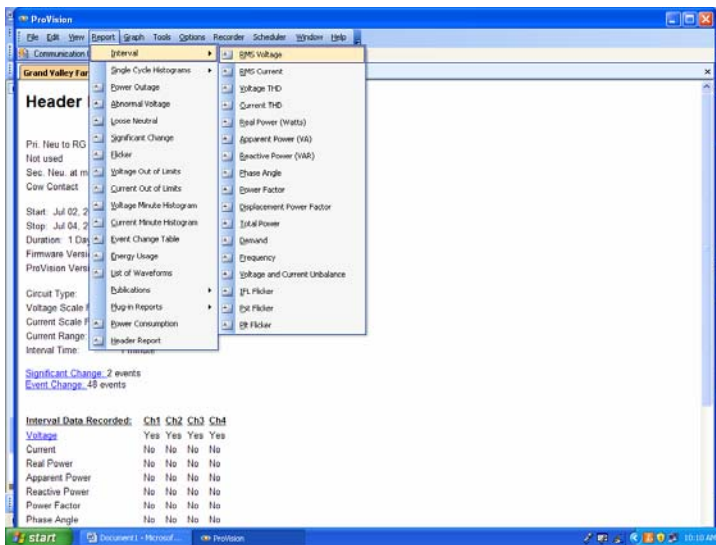 ProVision
File Edit View Report Graph Tools Options Recorder Scheduler Window Help
Communication
Grand Valley Far
Header
Pri. Neu to RG
Not used
Sec. Neu. at m
Cow Contact
Start: Jul 02, 2
Stop: Jul 04, 2
Duration: 1 Day
Firmware Versi
ProVision Versi
Circuit Type:
Voltage Scale F
Current Scale F
Current Range:
Interval Time: 1 minute
Significant Change: 2 events
Event Change: 48 events
Interval Data Recorded: Ch1 Ch2 Ch3 Ch4
Voltage Yes Yes Yes Yes
Current No No No No
Real Power No No No No
Apparent Power No No No No
Reactive Power No No No No
Power Factor No No No No
Phase Angle No No No No
Interval
Single Cycle Histograms
Power Outage
Abnormal Voltage
Loose Neutral
Significant Change
Flicker
Voltage Out of Limits
Current Out of Limits
Voltage Minute Histogram
Current Minute Histogram
Event Change Table
Energy Usage
List of Waveforms
Publications
Plug-in Reports
Power Consumption
Header Report
RMS Voltage
RMS Current
Voltage THD
Current THD
Real Power (Watts)
Apparent Power (VA)
Reactive Power (VAR)
Phase Angle
Power Factor
Displacement Power Factor
Total Power
Demand
Frequency
Voltage and Current Unbalance
IFL Flicker
Pst Flicker
Plt Flicker
start
Document1 - Microsof...
ProVision
10:10 AM